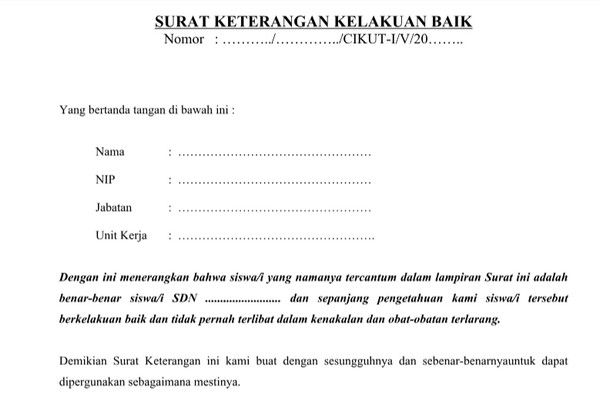 SURAT KETERANGAN KELAKUAN BAIK
Nomor : ………../…………../CIKUT-I/V/20……..
Yang bertanda tangan di bawah ini :
Nama : …………………………………………
NIP : …………………………………………
Jabatan : …………………………………………
Unit Kerja : ………………………………………….
Dengan ini menerangkan bahwa siswa/i yang namanya tercantum dalam lampiran Surat ini adalah
benar-benar siswa/i SDN ......................... dan sepanjang pengetahuan kami siswa/i tersebut
berkelakuan baik dan tidak pernah terlibat dalam kenakalan dan obat-obatan terlarang.
Demikian Surat Keterangan ini kami buat dengan sesungguhnya dan sebenar-benarnyauntuk dapat
dipergunakan sebagaimana mestinya.